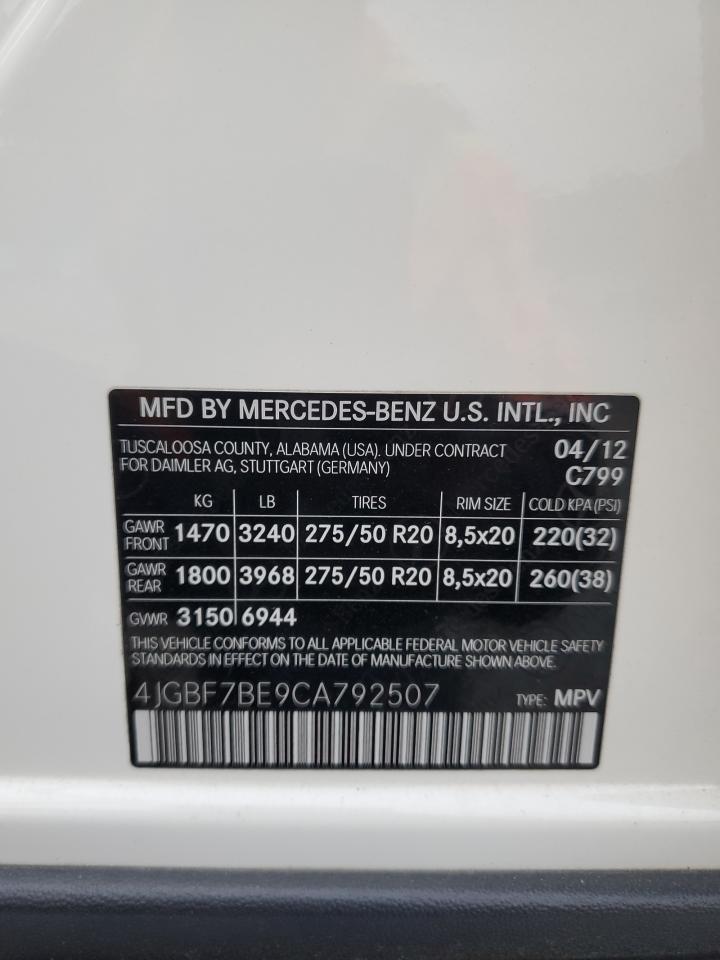 MFD BY MERCEDES-BENZ U.S. INTL., INC
TUSCALOOSA COUNTY, ALABAMA (USA). UNDER CONTRACT 04/12
FOR DAIMLER AG, STUTTGART (GERMANY) C799
KG LB TIRES RIM SIZE COLD KPA (PSI)
GAWR FRONT 1470 3240 275/50 R20 8,5x20 220(32)
GAWR REAR 1800 3968 275/50 R20 8,5x20 260(38)
GVWR 3150 6944
THIS VEHICLE CONFORMS TO ALL APPLICABLE FEDERAL MOTOR VEHICLE SAFETY
STANDARDS IN EFFECT ON THE DATE OF MANUFACTURE SHOWN ABOVE.
4JGBF7BE9CA792507 TYPE: MPV